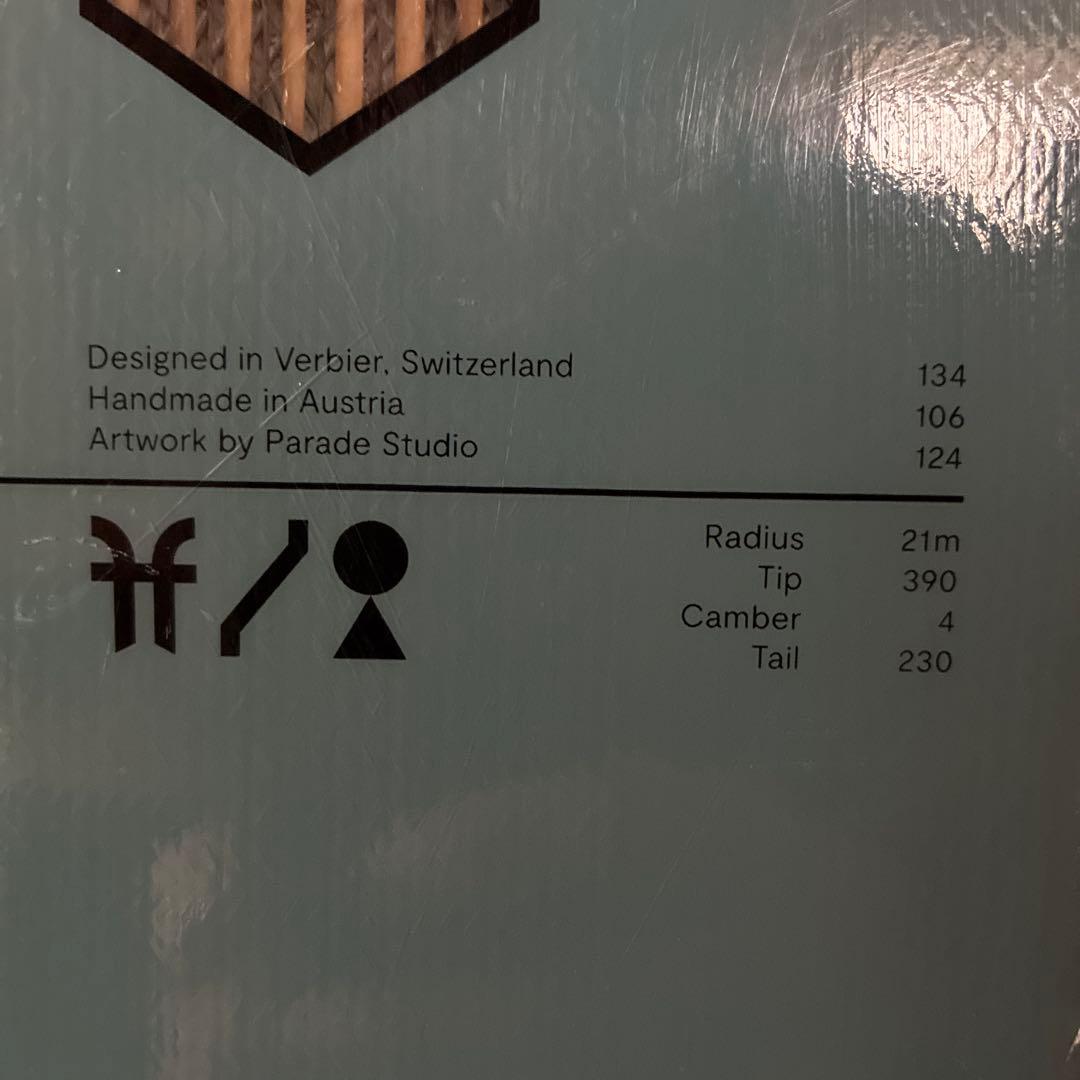 Designed in Verbier, Switzerland 134
Handmade in Austria 106
Artwork by Parade Studio 124
Radius 21m
Tip 390
Camber 4
Tail 230